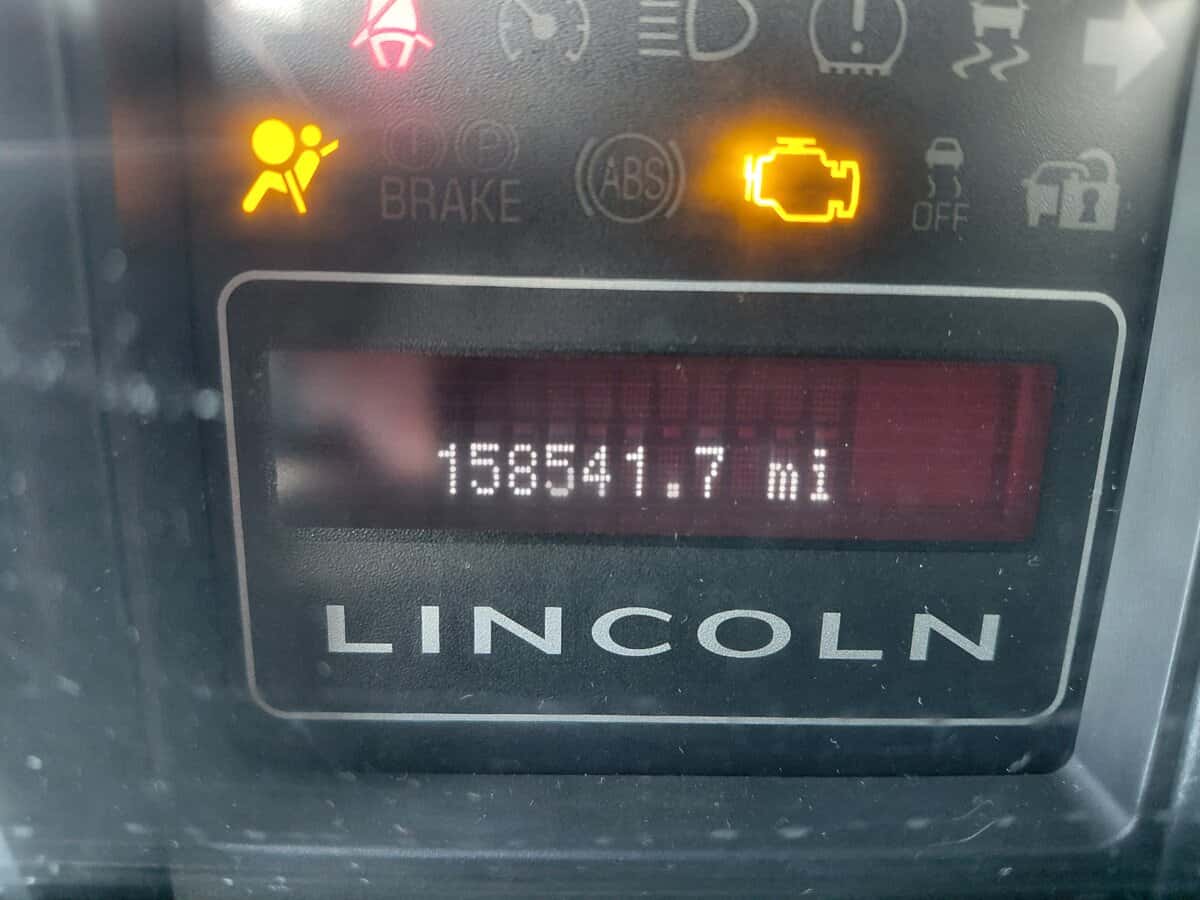 P
BRAKE
ABS
OFF
158541.7 mi
LINCOLN